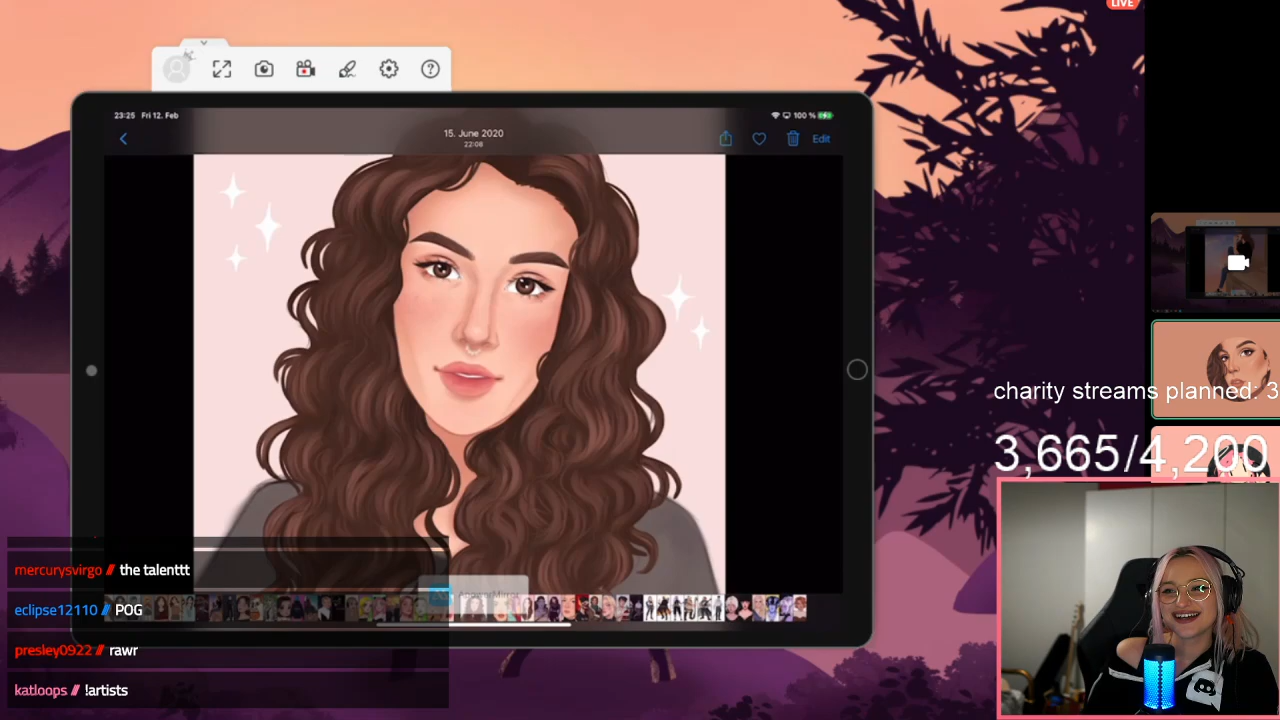 LIVE
23:25 Fri 12. Feb
100 %
15. June 2020
22:08
Edit
charity streams planned: 3
3,665/4,200
mercurysvirgo // the talenttt
eclipse12110 // POG
presley0922 // rawr
katloops // !artists